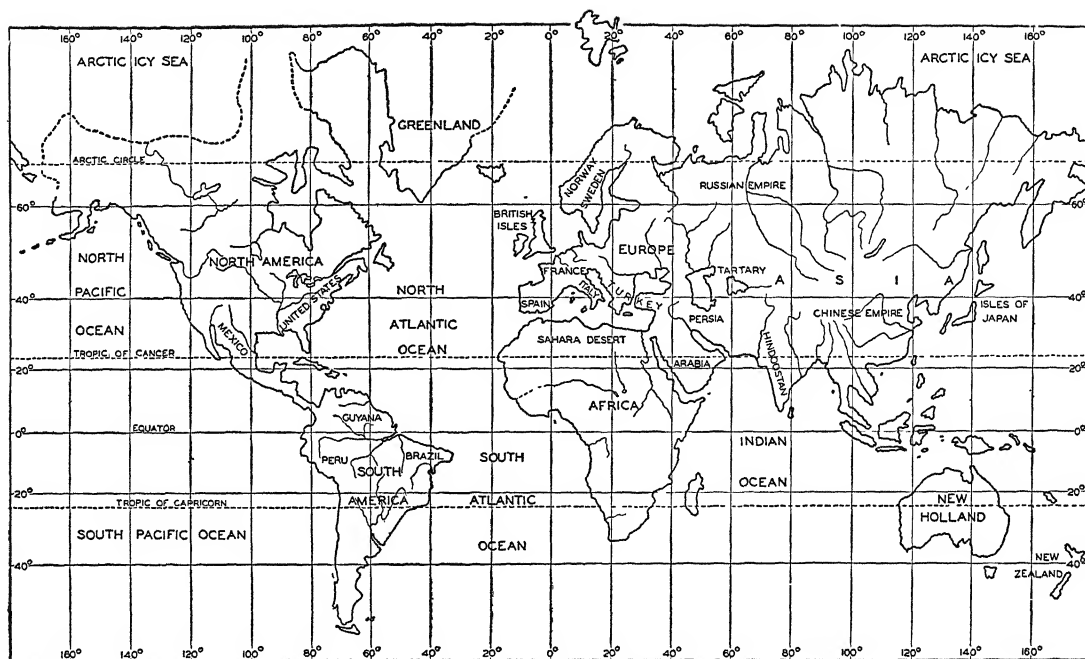 160° 140° 120° 100° 80° 60° 40° 20° 0° 20° 40° 60° 80° 100° 120° 140° 160°
ARCTIC ICY SEA
ARCTIC ICY SEA
GREENLAND
ARCTIC CIRCLE
NORWAY
SWEDEN
RUSSIAN EMPIRE
60°
60°
BRITISH
ISLES
EUROPE
NORTH
PACIFIC
OCEAN
NORTH AMERICA
NORTH
ATLANTIC
OCEAN
FRANCE
ITALY
TURKEY
TARTARY
A S I A
UNITED STATES
SPAIN
40°
40°
PERSIA
CHINESE EMPIRE
ISLES OF
JAPAN
MEXICO
SAHARA DESERT
TROPIC OF CANCER
ARABIA
HINDOOSTAN
20°
20°
AFRICA
GUYANA
EQUATOR
0°
0°
PERU
BRAZIL
SOUTH
AMERICA
SOUTH
ATLANTIC
OCEAN
INDIAN
OCEAN
20°
20°
TROPIC OF CAPRICORN
NEW
HOLLAND
SOUTH PACIFIC OCEAN
NEW
ZEALAND
40°
40°
160° 140° 120° 100° 80° 60° 40° 20° 0° 20° 40° 60° 80° 100° 120° 140° 160°